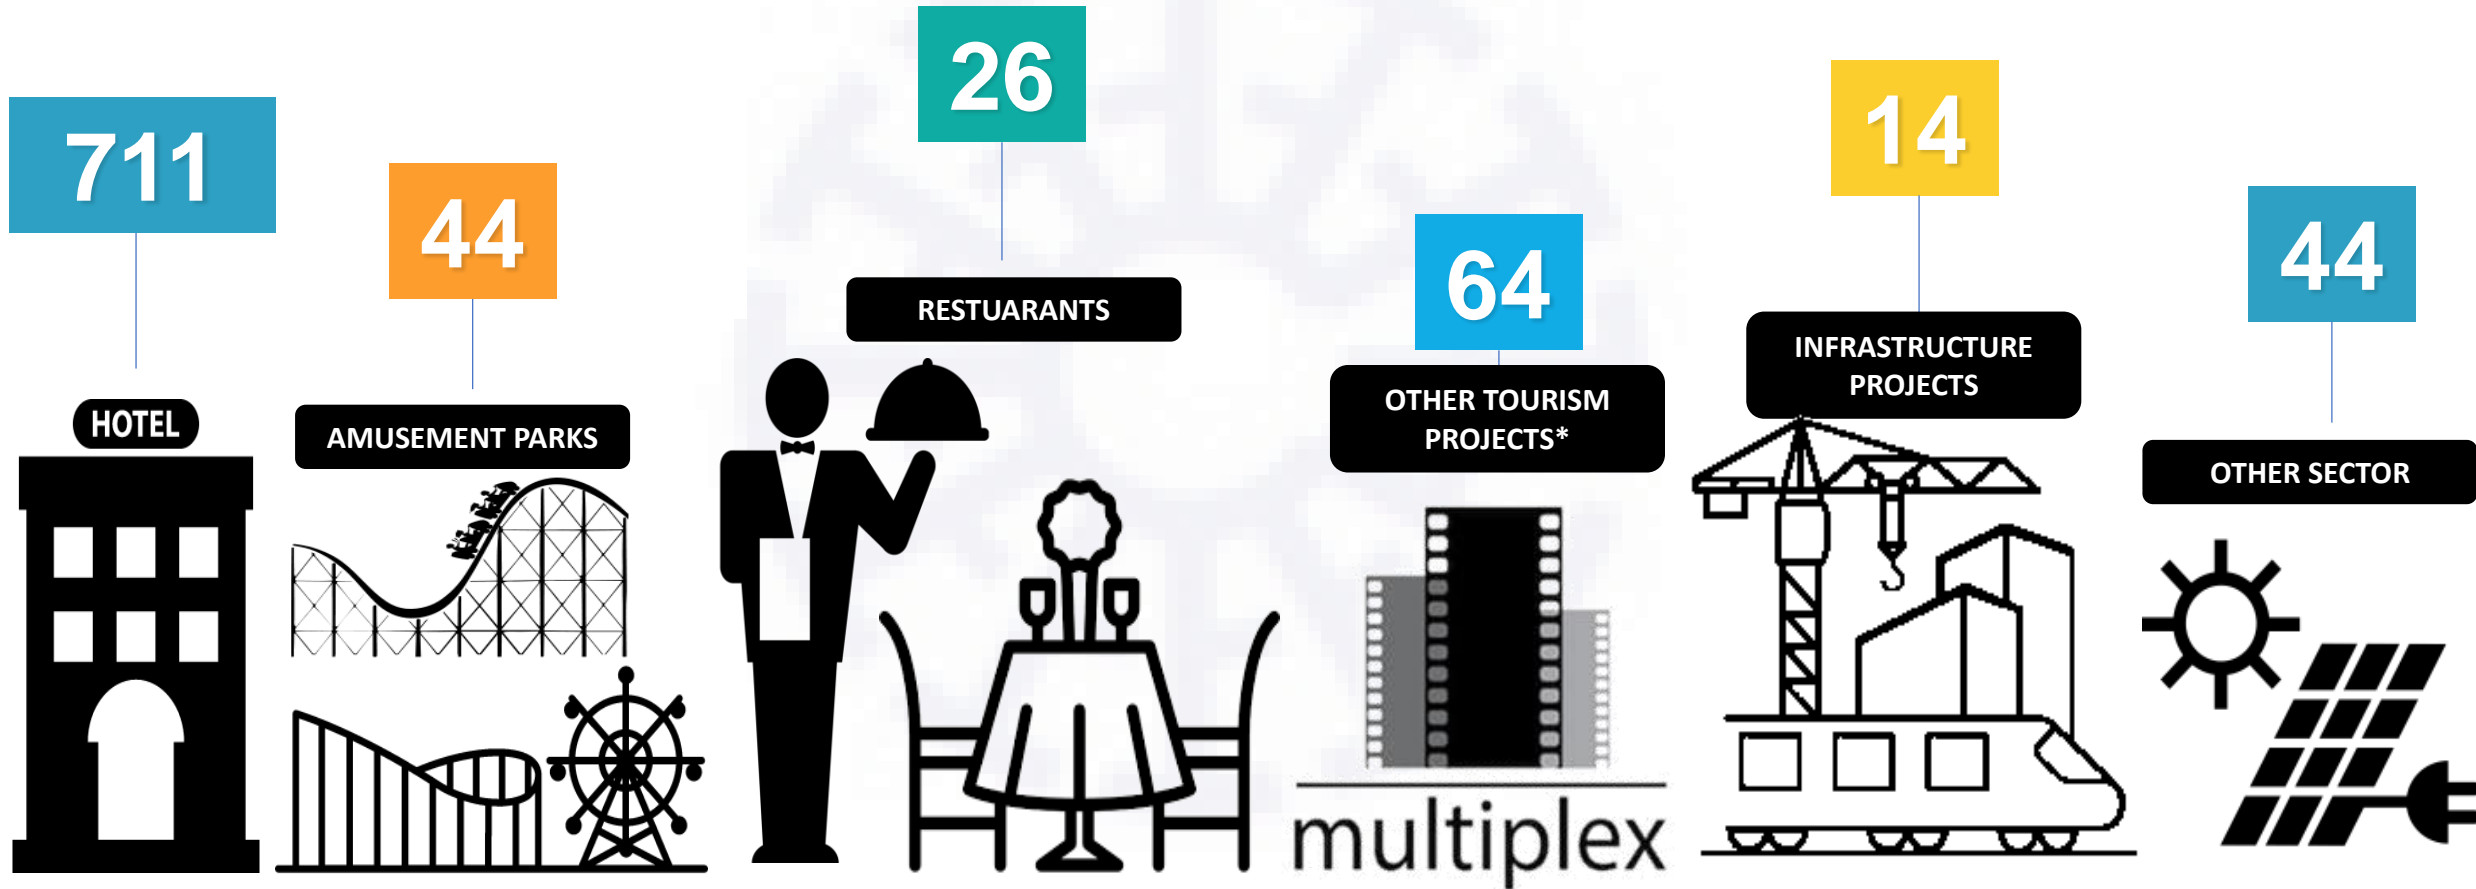 711
HOTEL
44
AMUSEMENT PARKS
26
RESTUARANTS
64
OTHER TOURISM
PROJECTS*
multiplex
14
INFRASTRUCTURE
PROJECTS
44
OTHER SECTOR